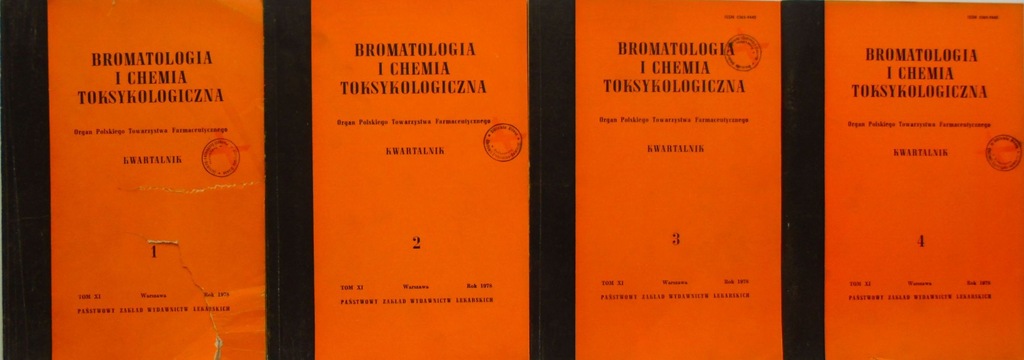 BROMATOLOGIA
I CHEMIA
TOKSYKOLOGICZNA
Organ Polskiego Towarzystwa Farmaceutycznego
KWARTALNIK
1
TOM XI Warszawa Rok 1978
PAŃSTWOWY ZAKŁAD WYDAWNICTW LEKARSKICH
BROMATOLOGIA
I CHEMIA
TOKSYKOLOGICZNA
Organ Polskiego Towarzystwa Farmaceutycznego
KWARTALNIK
2
TOM XI Warszawa Rok 1978
PAŃSTWOWY ZAKŁAD WYDAWNICTW LEKARSKICH
BROMATOLOGIA
I CHEMIA
TOKSYKOLOGICZNA
Organ Polskiego Towarzystwa Farmaceutycznego
KWARTALNIK
3
TOM XI Warszawa Rok 1978
PAŃSTWOWY ZAKŁAD WYDAWNICTW LEKARSKICH
BROMATOLOGIA
I CHEMIA
TOKSYKOLOGICZNA
Organ Polskiego Towarzystwa Farmaceutycznego
KWARTALNIK
4
TOM XI Warszawa Rok 1978
PAŃSTWOWY ZAKŁAD WYDAWNICTW LEKARSKICH